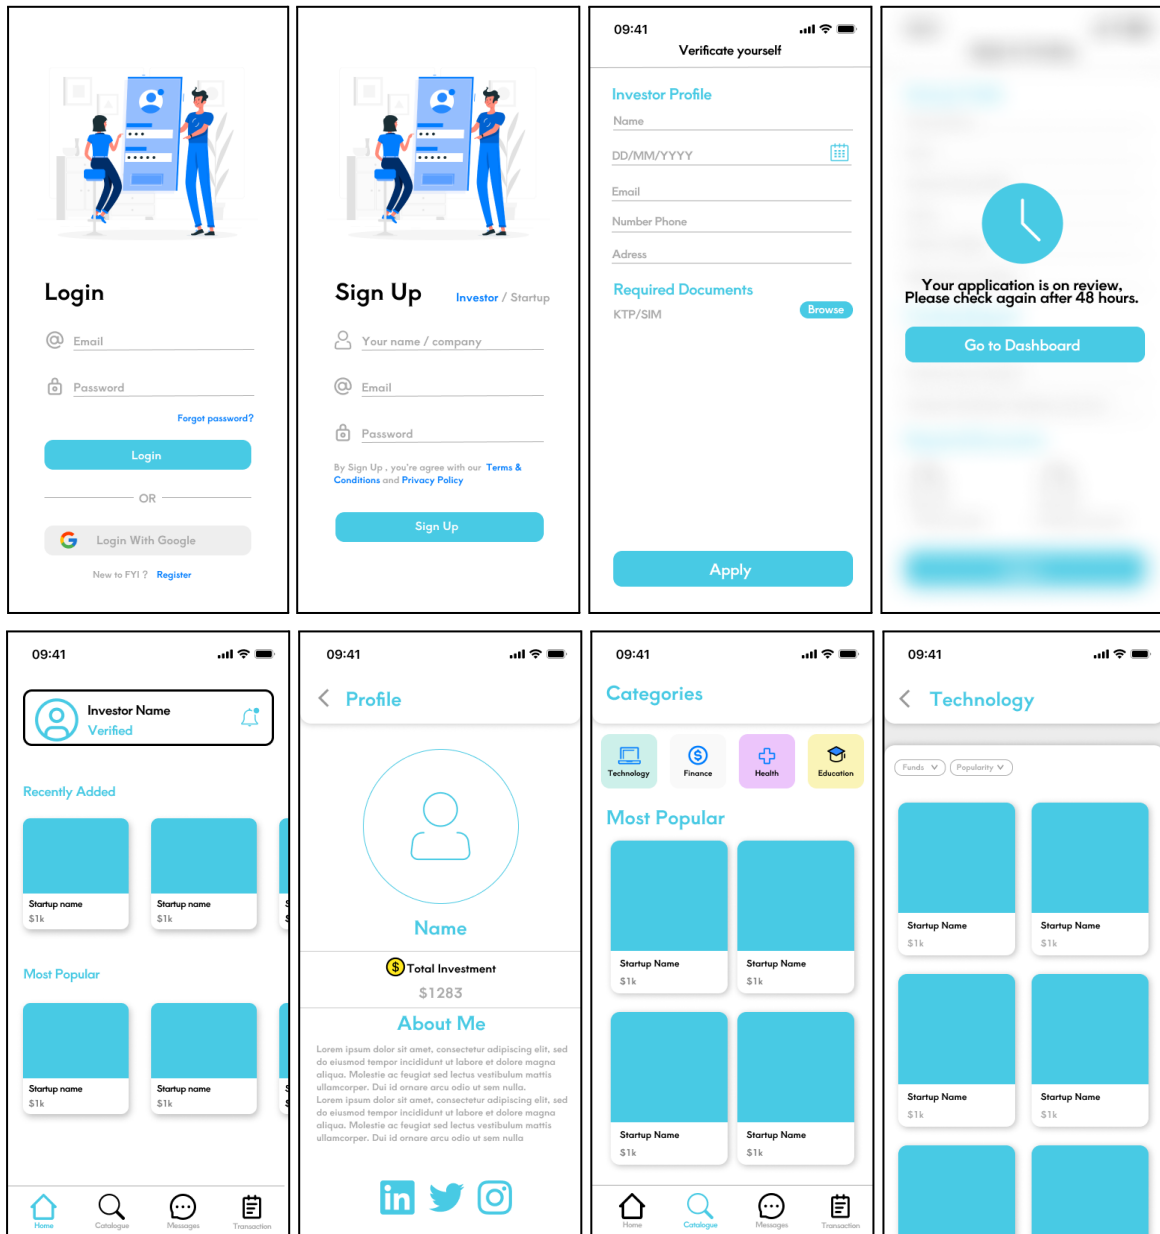 Login
Email
Password
Forgot password?
Login
OR
Login With Google
New to FYI ? Register
Sign Up
Investor / Startup
Your name / company
Email
Password
By Sign Up , you're agree with our Terms &
Conditions and Privacy Policy
Sign Up
09:41
Verificate yourself
Investor Profile
Name
DD/MM/YYYY
Email
Number Phone
Adress
Required Documents
KTP/SIM
Browse
Apply
Your application is on review,
Please check again after 48 hours.
Go to Dashboard
09:41
Investor Name
Verified
Recently Added
Startup name
$1k
Startup name
$1k
Most Popular
Startup name
$1k
Startup name
$1k
Home
Catalogue
Messages
Transaction
09:41
Profile
Name
$ Total Investment
$1283
About Me
Lorem ipsum dolor sit amet, consectetur adipiscing elit, sed
do eiusmod tempor incididunt ut labore et dolore magna
aliqua. Molestie ac feugiat sed lectus vestibulum mattis
ullamcorper. Dui id ornare arcu odio ut sem nulla.
Lorem ipsum dolor sit amet, consectetur adipiscing elit, sed
do eiusmod tempor incididunt ut labore et dolore magna
aliqua. Molestie ac feugiat sed lectus vestibulum mattis
ullamcorper. Dui id ornare arcu odio ut sem nulla
in
09:41
Categories
Technology
Finance
Health
Education
Most Popular
Startup Name
$1k
Startup Name
$1k
Startup Name
$1k
Startup Name
$1k
Home
Catalogue
Messages
Transaction
09:41
Technology
Funds
Popularity
Startup Name
$1k
Startup Name
$1k
Startup Name
$1k
Startup Name
$1k